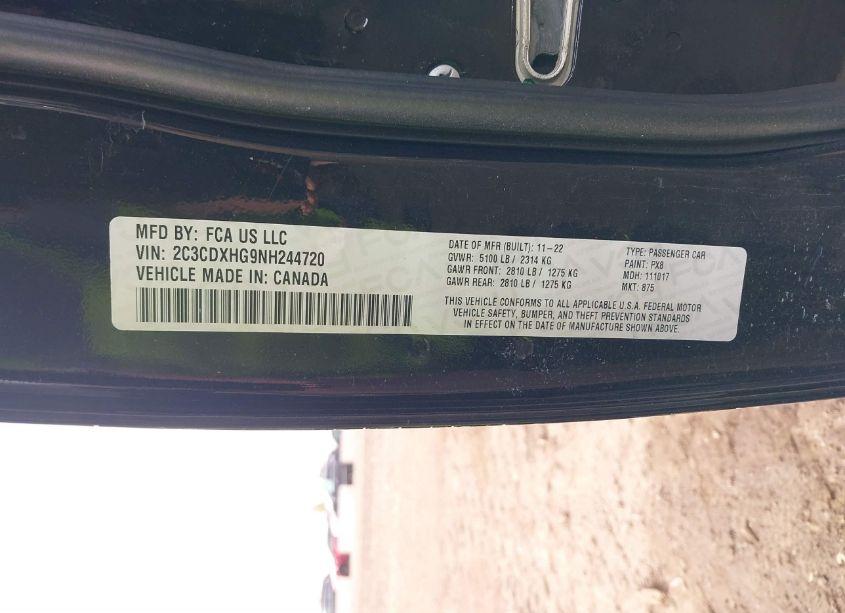 MFD BY: FCA US LLC
VIN: 2C3CDXHG9NH244720
VEHICLE MADE IN: CANADA
DATE OF MFR (BUILT): 11-22
GVWR: 5100 LB / 2314 KG
GAWR FRONT: 2810 LB / 1275 KG
GAWR REAR: 2810 LB / 1275 KG
TYPE: PASSENGER CAR
PAINT: PX8
MDH: 111017
MKT: 875
THIS VEHICLE CONFORMS TO ALL APPLICABLE U.S.A. FEDERAL MOTOR
VEHICLE SAFETY, BUMPER, AND THEFT PREVENTION STANDARDS
IN EFFECT ON THE DATE OF MANUFACTURE SHOWN ABOVE.